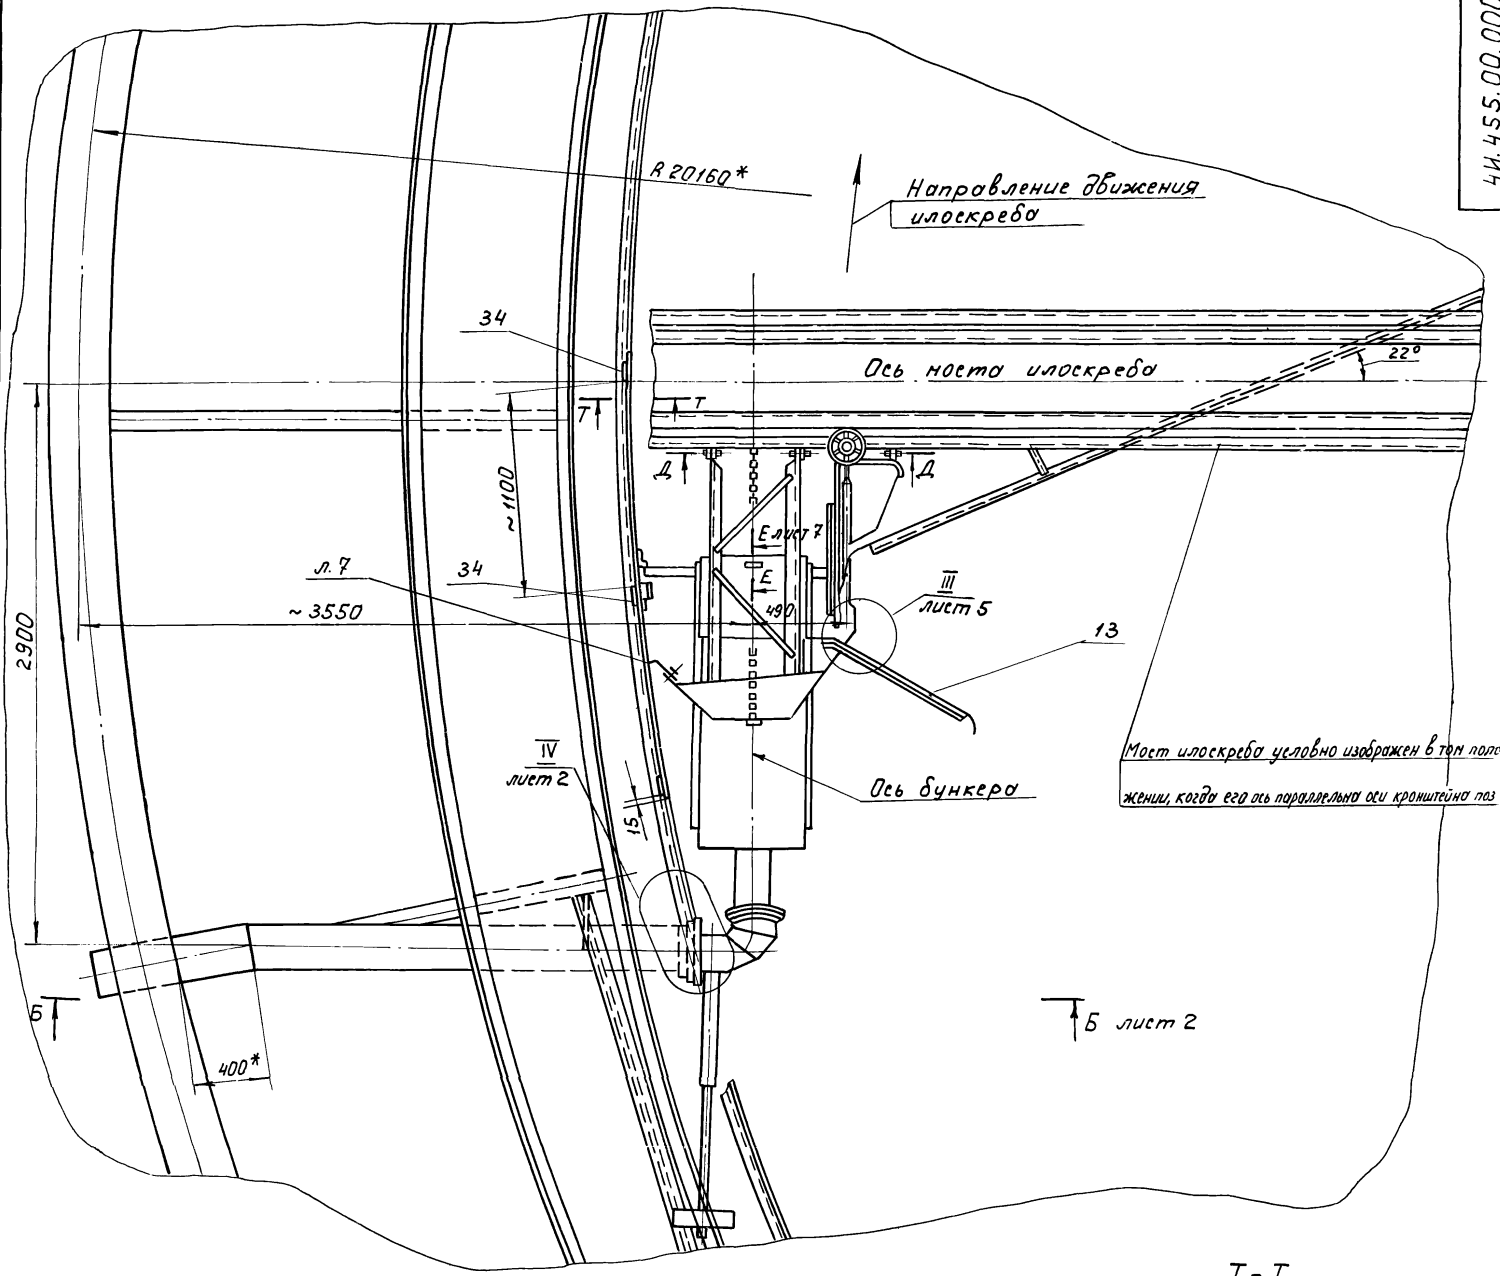 4И.455.00.000
R 20160*
Направление движения
илоскреба
34
22°
Ось моста илоскреба
Т
Т
Д
Д
~1100
Е лист 7
л. 7
34
Е
III
лист 5
~3550
490
2900
13
IV
лист 2
Мост илоскреба условно изображен в том поло
жении, когда его ось параллельна оси кронштейна поз
Ось бункера
15
Б
Б лист 2
400*
Т-Т